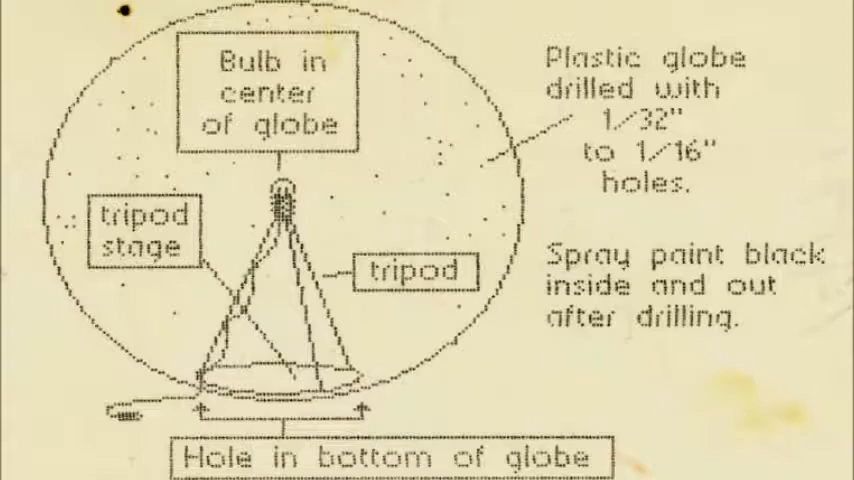 Bulb in
center
of globe
Plastic globe
drilled with
1/32"
to 1/16"
holes.
tripod
stage
tripod
Spray paint black
inside and out
after drilling.
Hole in bottom of globe